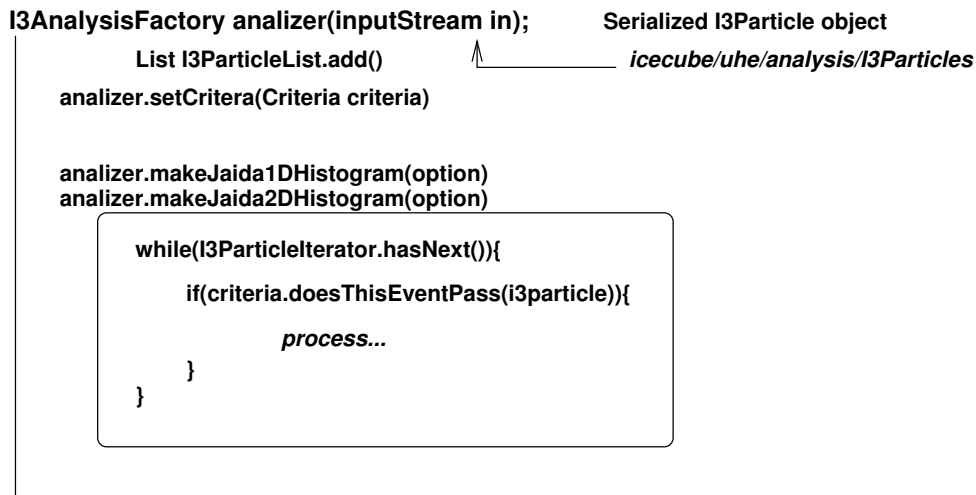 I3AnalysisFactory analizer(inputStream in); Serialized I3Particle object
List I3ParticleList.add() icecube/uhe/analysis/I3Particles
analizer.setCritera(Criteria criteria)
analizer.makeJaida1DHistogram(option)
analizer.makeJaida2DHistogram(option)
while(I3ParticleIterator.hasNext()){
if(criteria.doesThisEventPass(i3particle)){
process...
}
}